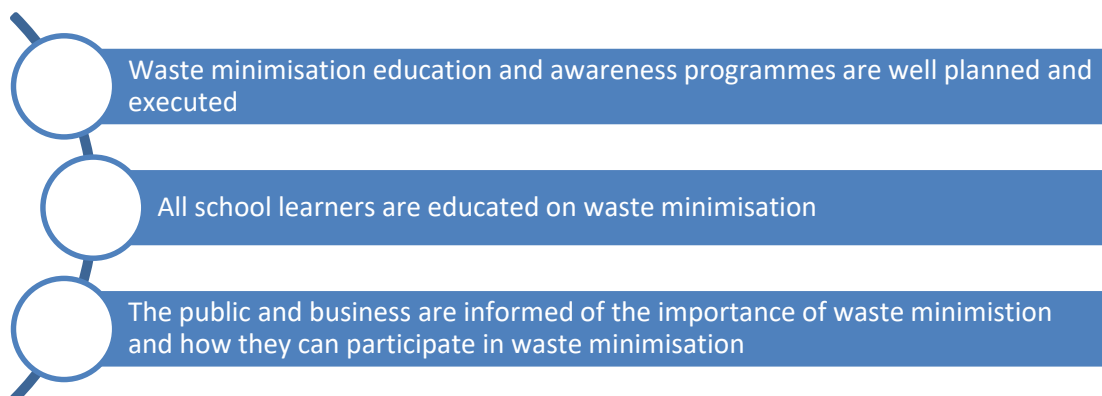 Waste minimisation education and awareness programmes are well planned and
executed
All school learners are educated on waste minimisation
The public and business are informed of the importance of waste minimistion
and how they can participate in waste minimisation